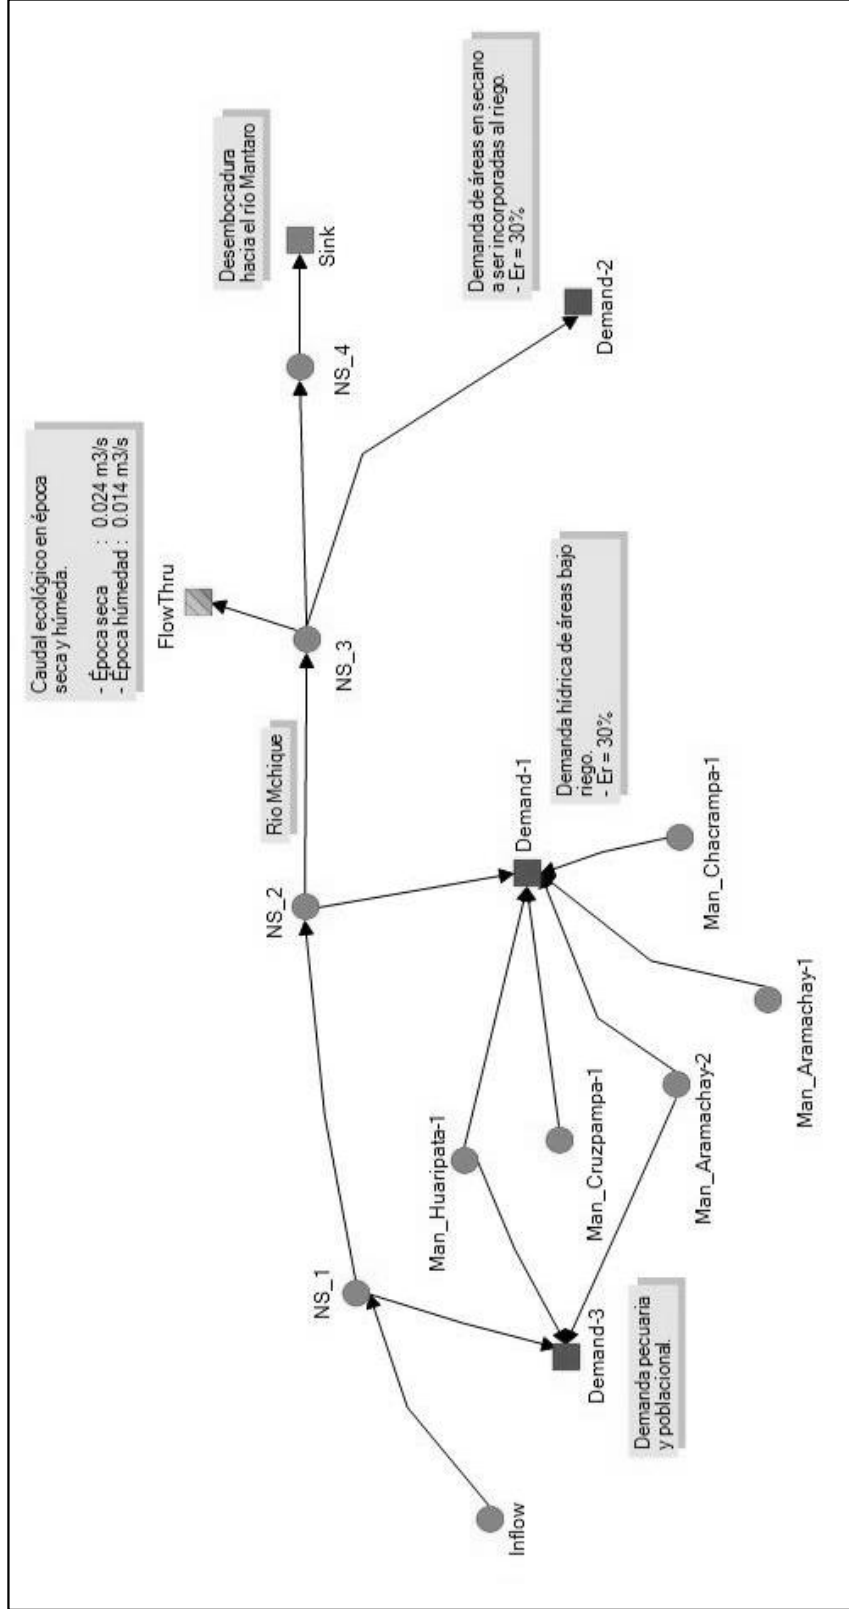 Inflow
NS_1
Demand-3
Demanda pecuaria
y poblacional.
Man_Huaripata-1
Man_Cruzpampa-1
Man_Aramachay-2
Man_Aramachay-1
Man_Chacrampa-1
NS_2
Demand-1
Demanda hídrica de áreas bajo
riego.
- Er = 30%
Rio Mchique
NS_3
FlowThru
Caudal ecológico en época
seca y húmeda.
- Época seca : 0.024 m3/s
- Época húmedad : 0.014 m3/s
NS_4
Sink
Desembocadura
hacia el río Mantaro
Demand-2
Demanda de áreas en secano
a ser incorporadas al riego.
- Er = 30%